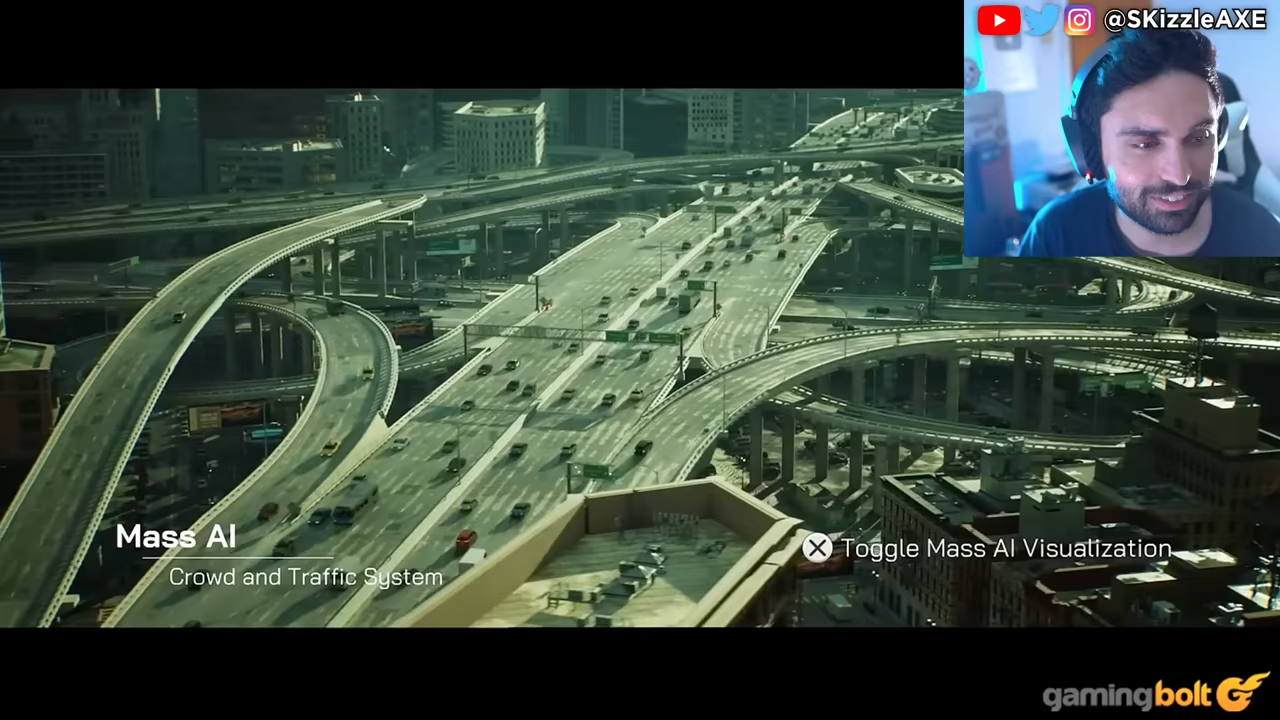 @SKizzleAXE
Mass AI
Crowd and Traffic System
Toggle Mass AI Visualization
gamingbolt